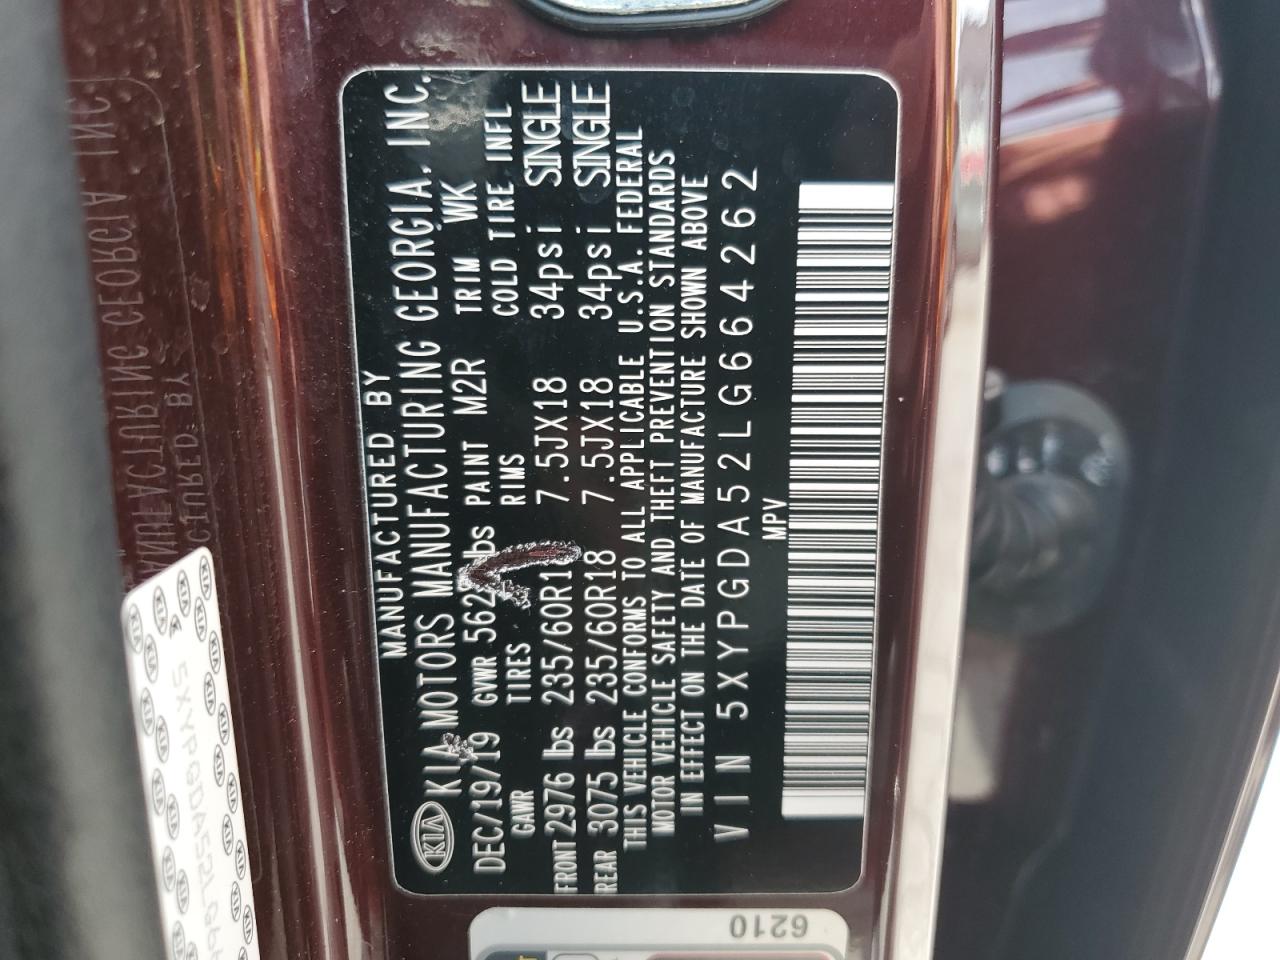 MANUFACTURED BY
KIA KIA MOTORS MANUFACTURING GEORGIA, INC.
DEC/19/19 GVWR lbs PAINT M2R TRIM WK
GAWR TIRES RIMS COLD TIRE INFL
FRONT 2976 lbs 235/60R1 7.5JX18 34psi SINGLE
REAR 3075 lbs 235/60R18 7.5JX18 34psi SINGLE
THIS VEHICLE CONFORMS TO ALL APPLICABLE U.S.A. FEDERAL
MOTOR VEHICLE SAFETY AND THEFT PREVENTION STANDARDS
IN EFFECT ON THE DATE OF MANUFACTURE SHOWN ABOVE
VIN 5XYPGDA52LG664262
MPV
5XYPGDA52LG66
6210